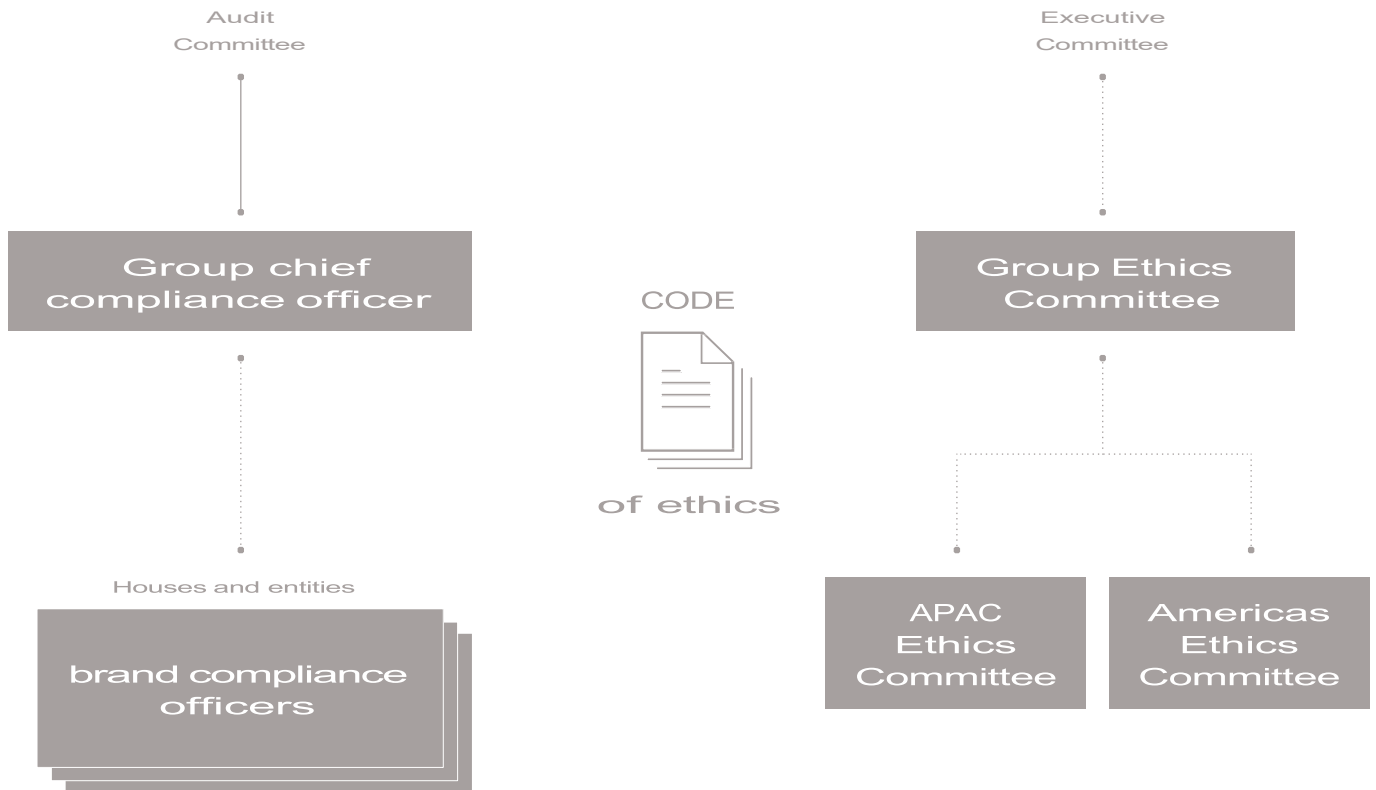 Audit
Committee
Executive
Committee
Group chief
compliance officer
Group Ethics
Committee
CODE
of ethics
Houses and entities
brand compliance
officers
APAC
Ethics
Committee
Americas
Ethics
Committee